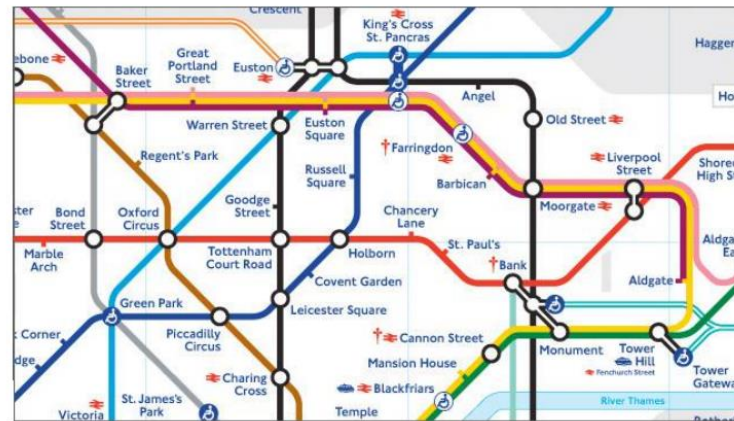 Crescent
King's Cross
St. Pancras
Haggers
Great
Portland
Street
Euston
ebone
Baker
Street
Angel
Ho
Warren Street
Euston
Square
Old Street
Farringdon
Liverpool
Street
Shored
High St
Regent's Park
Russell
Square
Barbican
Moorgate
Goodge
Street
Bond
Street
Oxford
Circus
Chancery
Lane
St. Paul's
Aldga
Ea
Marble
Arch
Tottenham
Court Road
Holborn
Bank
Aldgate
Covent Garden
Green Park
Leicester Square
Corner
Piccadilly
Circus
Cannon Street
Monument
Tower
Hill
Fenchurch Street
Tower
Gateway
dge
Mansion House
Charing
Cross
Blackfriars
St. James's
Park
Victoria
Temple
River Thames